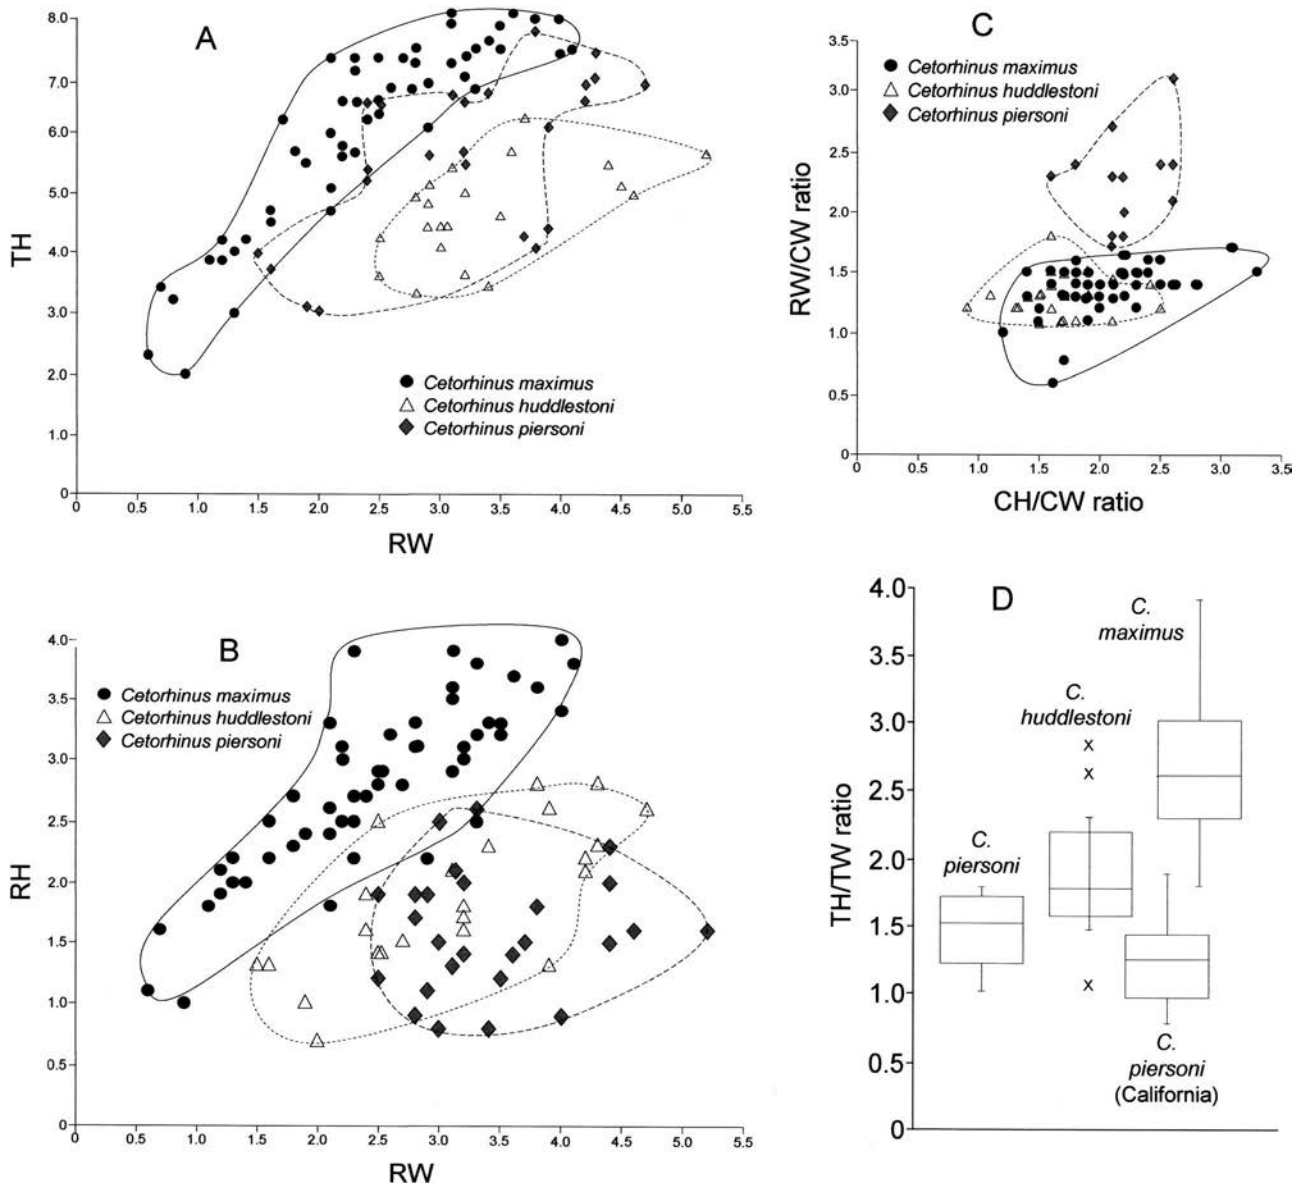 A
TH
8.0
7.0
6.0
5.0
4.0
3.0
2.0
1.0
0
Cetorhinus maximus
Cetorhinus huddlestoni
Cetorhinus piersoni
0
0.5
1.0
1.5
2.0
2.5
3.0
3.5
4.0
4.5
5.0
5.5
RW
C
RW/CW ratio
3.5
3.0
2.5
2.0
1.5
1.0
0.5
0
Cetorhinus maximus
Cetorhinus huddlestoni
Cetorhinus piersoni
0
1.0
1.5
2.0
2.5
3.0
3.5
CH/CW ratio
B
RH
4.0
3.5
3.0
2.5
2.0
1.5
1.0
0.5
0
Cetorhinus maximus
Cetorhinus huddlestoni
Cetorhinus piersoni
0
0.5
1.0
1.5
2.0
2.5
3.0
3.5
4.0
4.5
5.0
5.5
RW
D
TH/TW ratio
4.0
3.5
3.0
2.5
2.0
1.5
1.0
0.5
0
C.
piersoni
C.
huddlestoni
x
x
x
C.
maximus
C.
piersoni
(California)